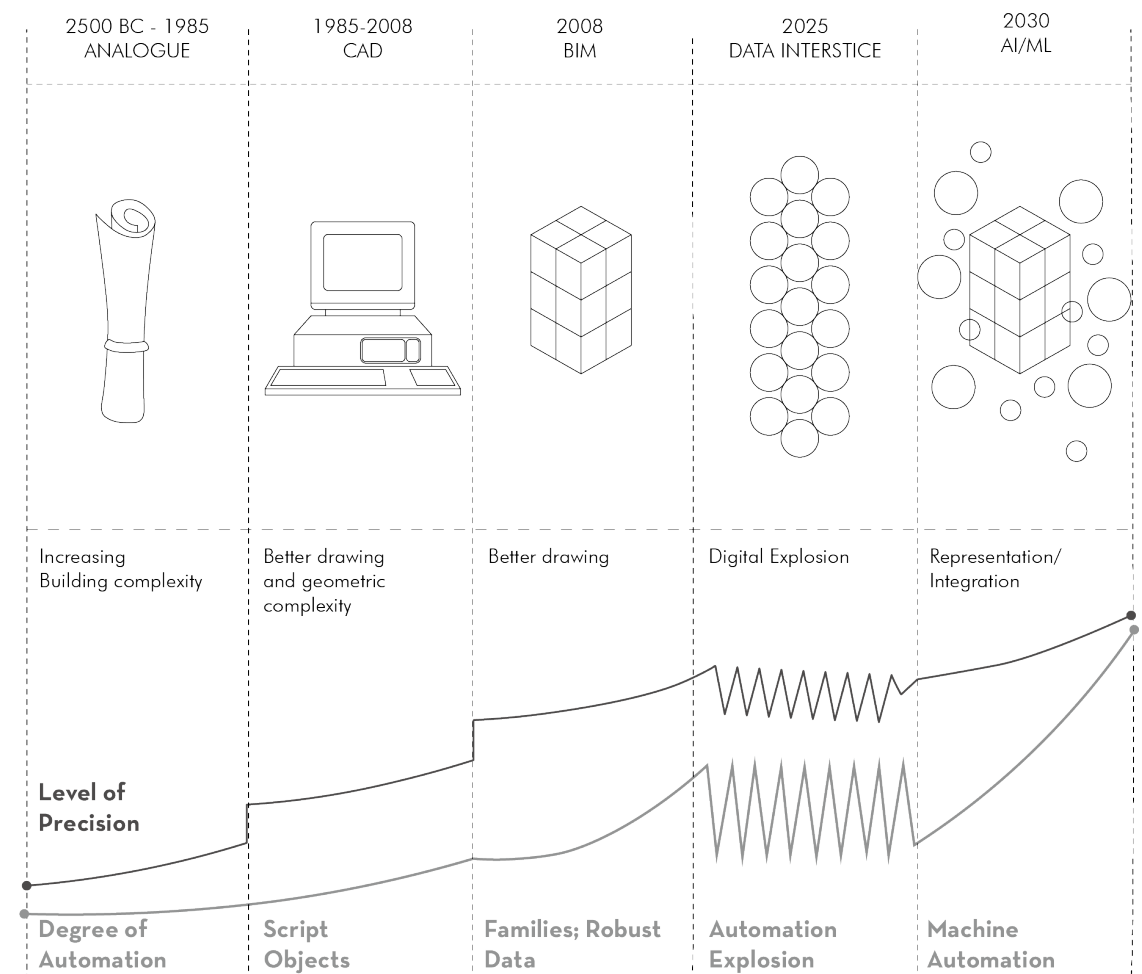 2500 BC - 1985
ANALOGUE
1985-2008
CAD
2008
BIM
2025
DATA INTERSTICE
2030
AI/ML
Increasing
Building complexity
Better drawing
and geometric
complexity
Better drawing
Digital Explosion
Representation/
Integration
Level of
Precision
Degree of
Automation
Script
Objects
Families; Robust
Data
Automation
Explosion
Machine
Automation